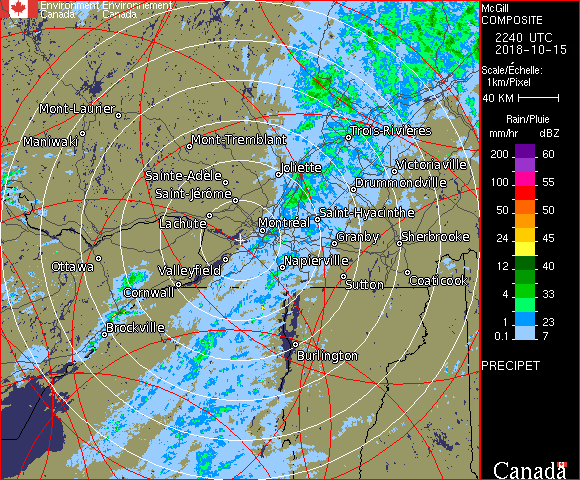 Environment Environnement
Canada Canada
McGill
COMPOSITE
2240 UTC
2018-10-15
Scale/Échelle:
1km/Pixel
40 KM
Rain/Pluie
mm/hr dBZ
200 60
100 55
50 50
24 45
12 40
4 33
1 23
0.1 7
PRECIPET
Canada
Mont-Laurier
Maniwaki
Mont-Tremblant
Trois-Rivières
Joliette
Victoriaville
Sainte-Adèle
Drummondville
Saint-Jérôme
Saint-Hyacinthe
Lachute
Montréal
Granby
Sherbrooke
Ottawa
Valleyfield
Napierville
Sutton
Coaticook
Cornwall
Brockville
Burlington